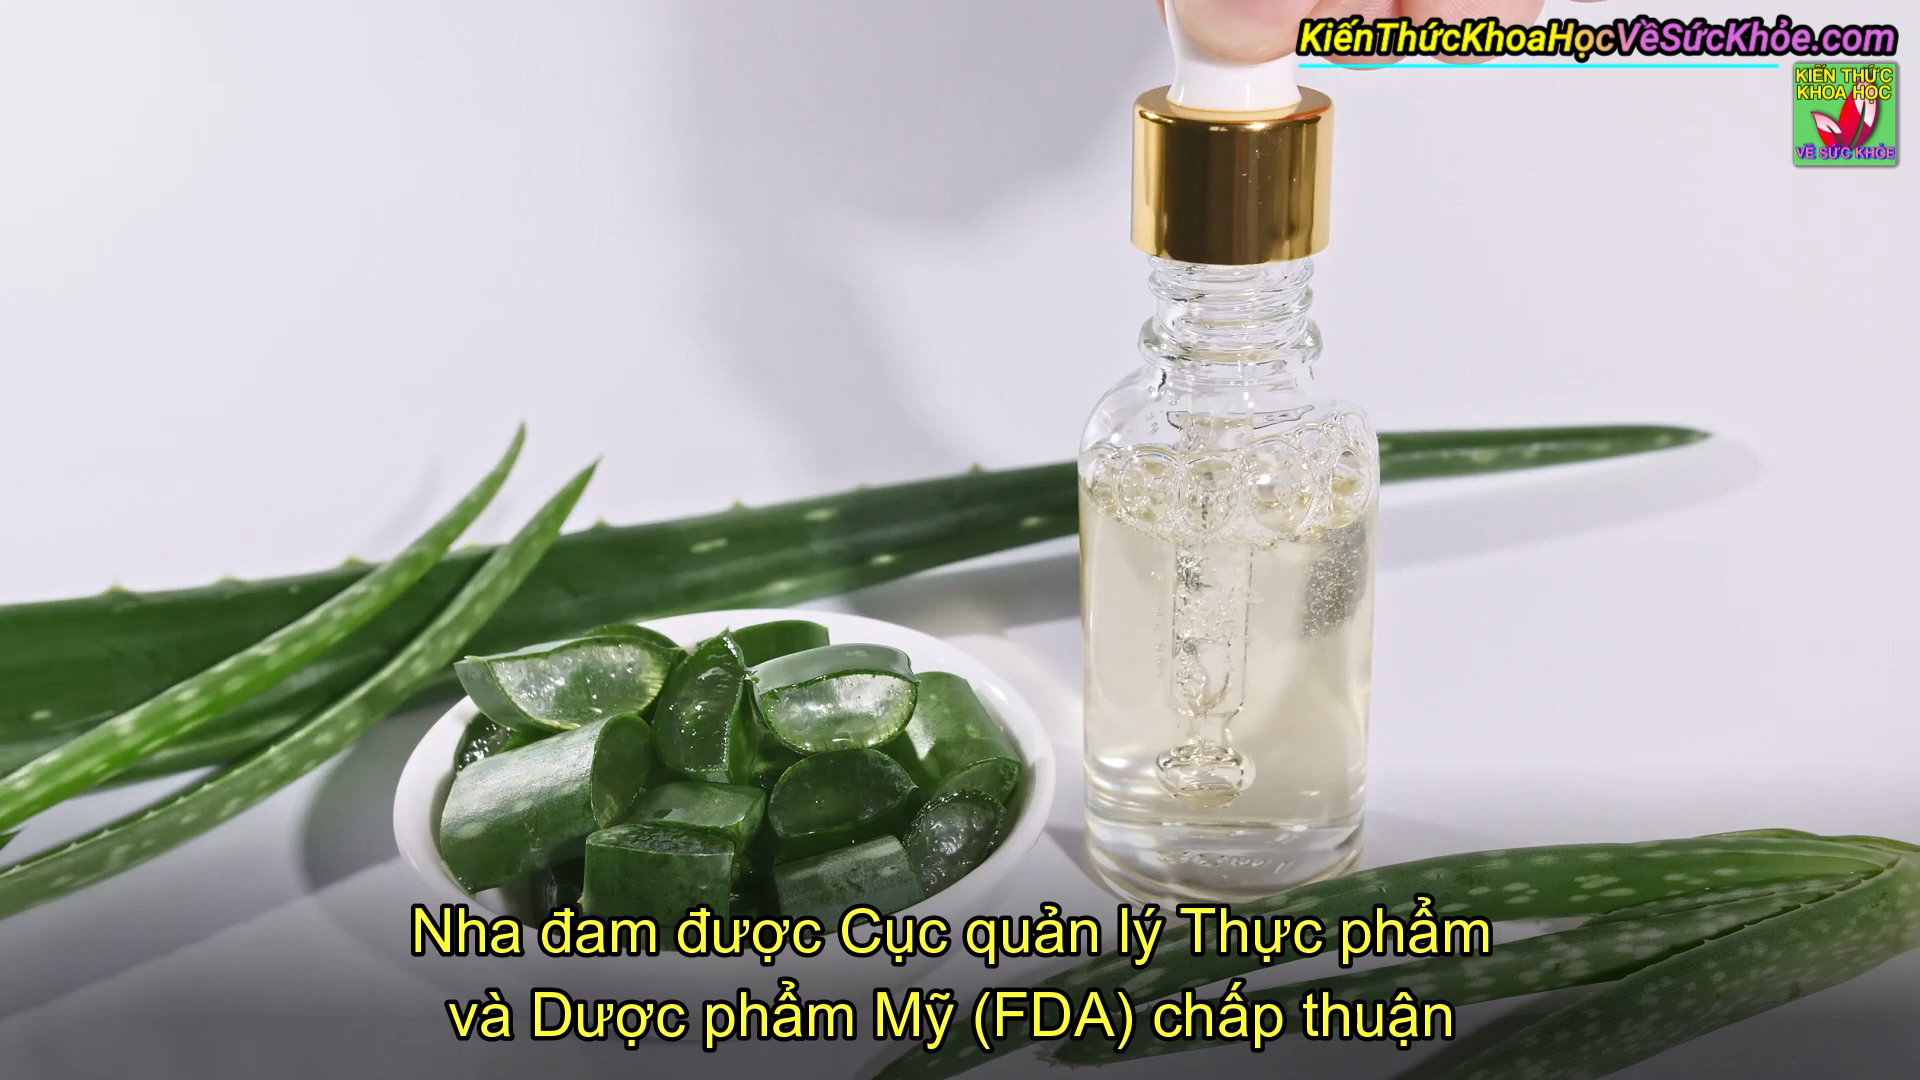 KiếnThứcKhoaHọcVềSứcKhỏe.com
KIẾN THỨC
KHOA HỌC
VỀ SỨC KHỎE
Nha đam được Cục quản lý Thực phẩm
và Dược phẩm Mỹ (FDA) chấp thuận